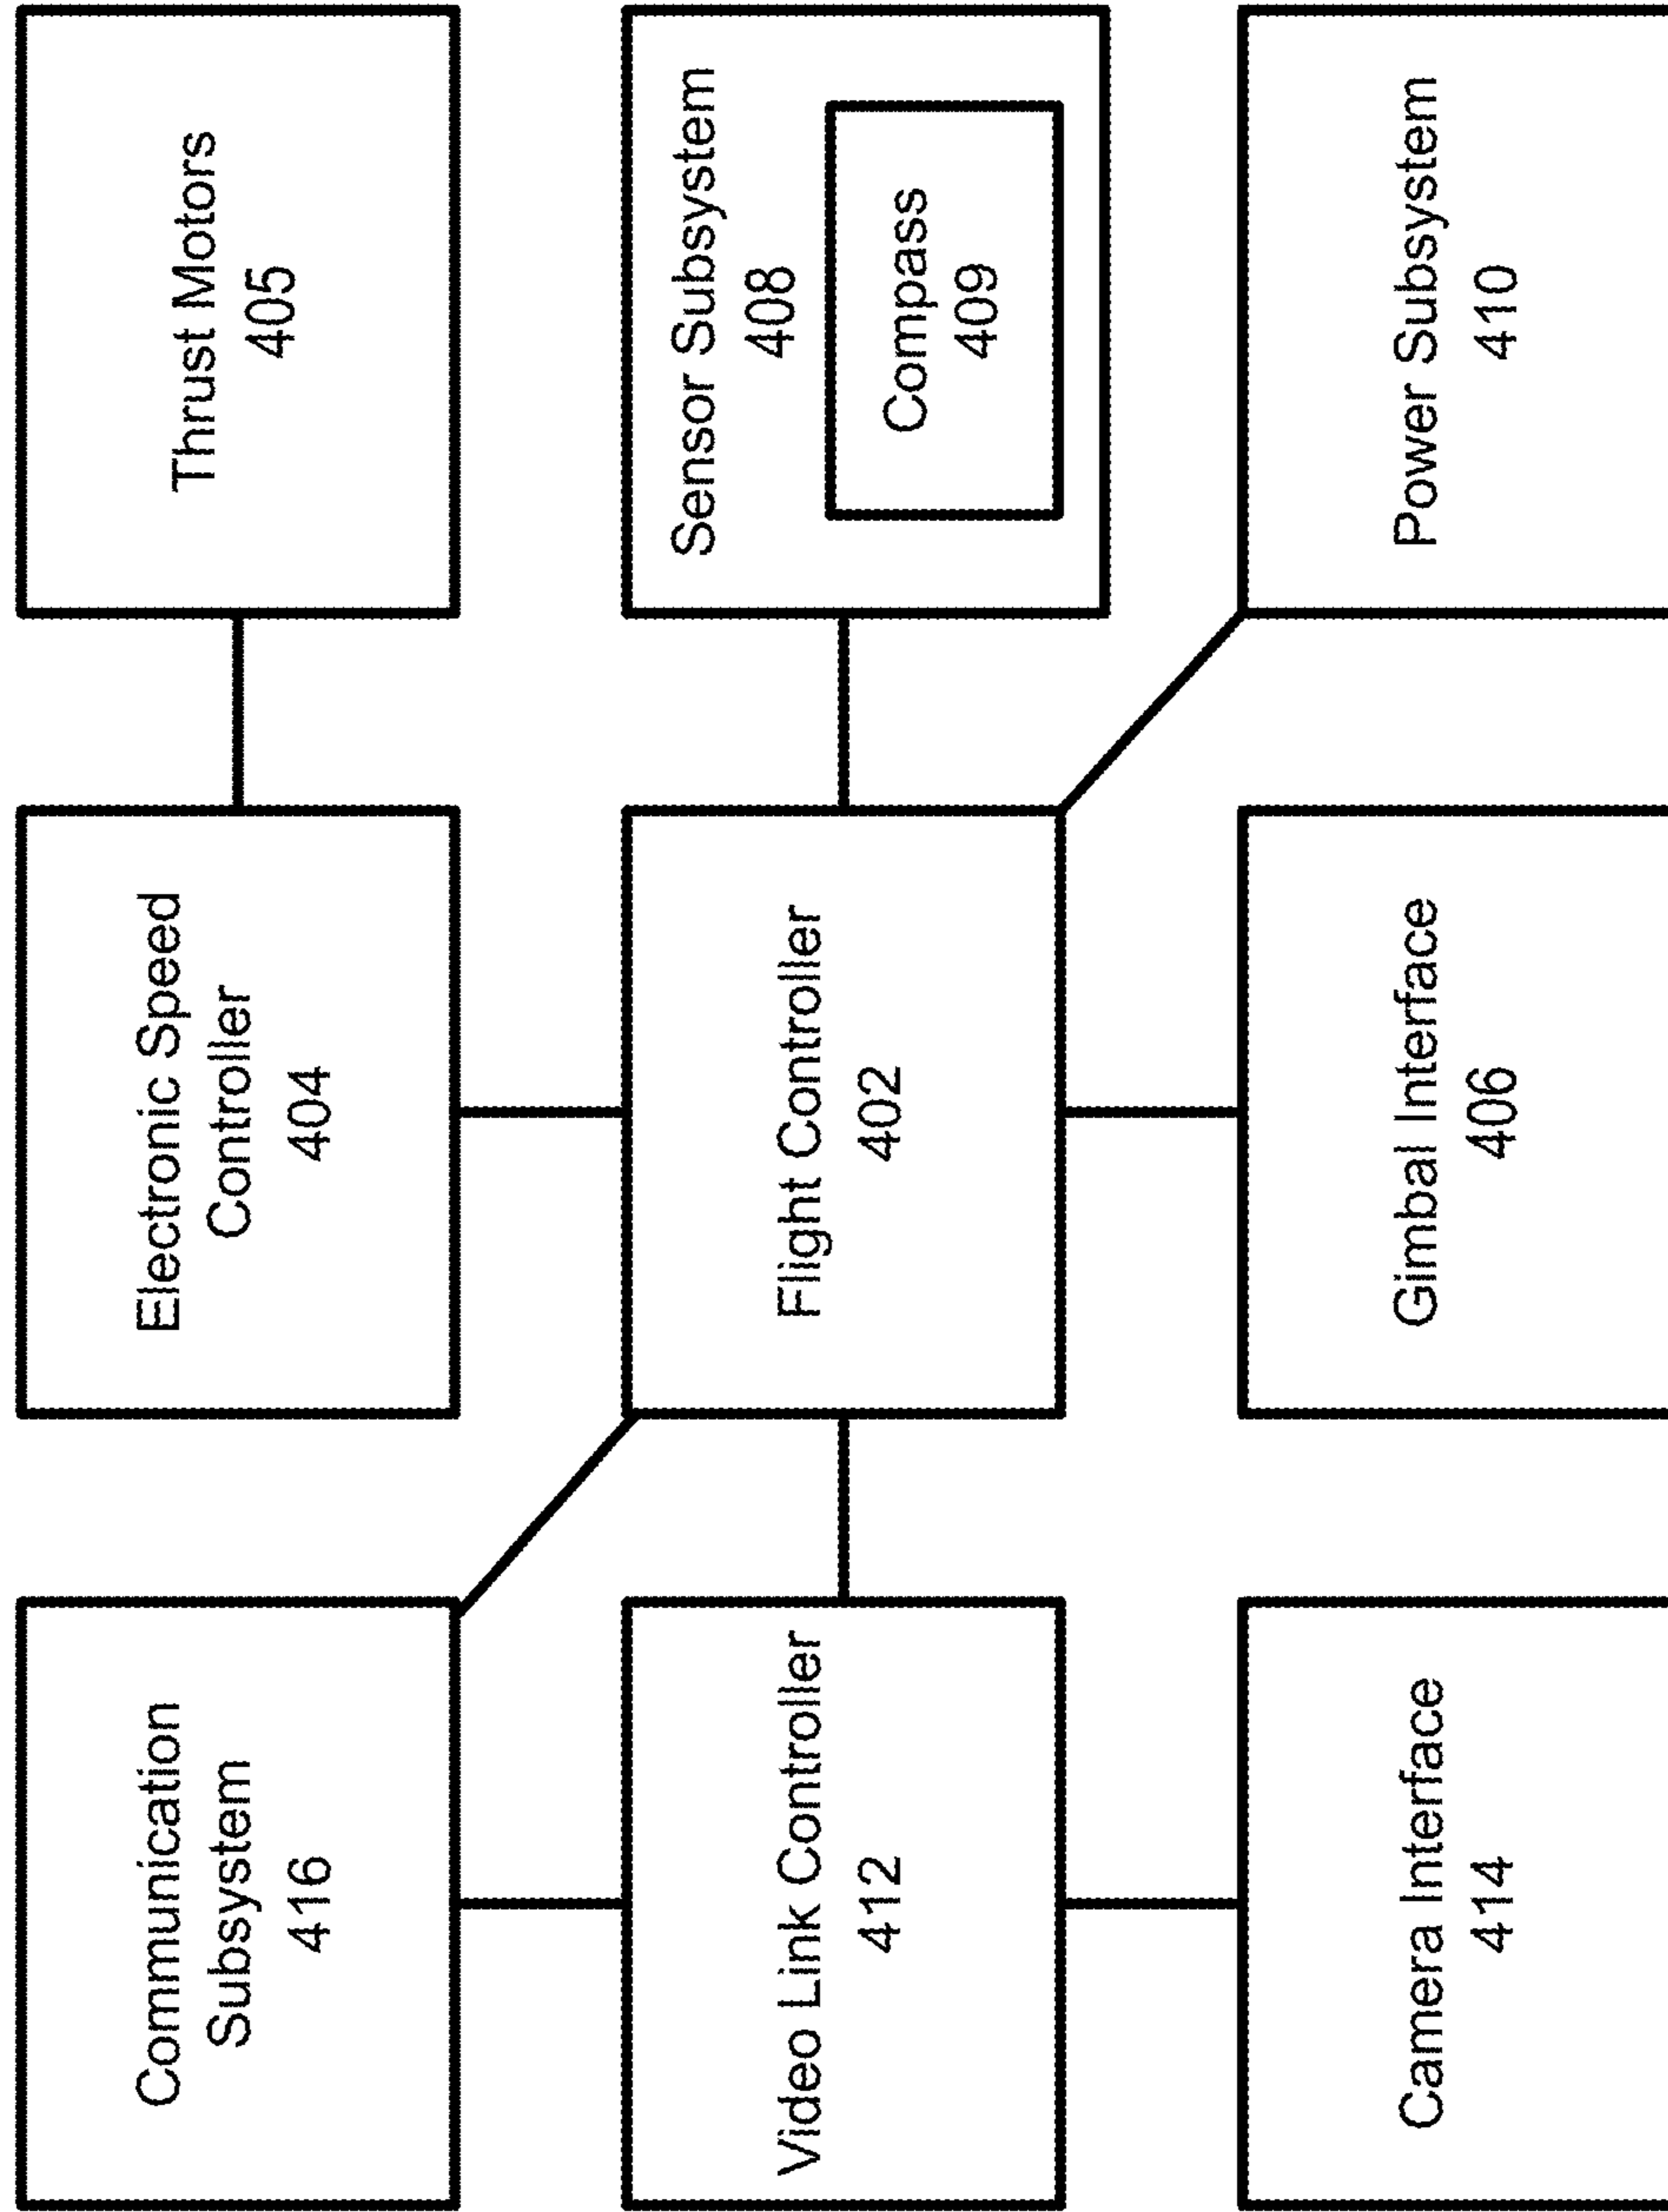 Communication
Subsystem
416
Electronic Speed
Controller
404
Thrust Motors
405
Video Link Controller
412
Flight Controller
402
Sensor Subsystem
408
Compass
409
Camera Interface
414
Gimbal Interface
406
Power Subsystem
410